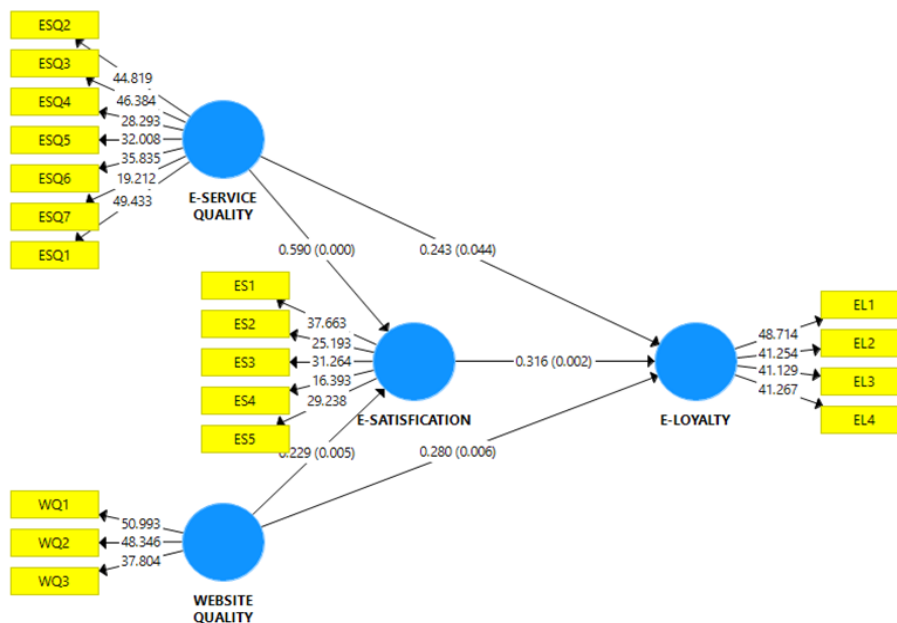 ESQ2
ESQ3
ESQ4
ESQ5
ESQ6
ESQ7
ESQ1
44.819
46.384
28.293
32.008
35.835
19.212
49.433
E-SERVICE
QUALITY
0.590 (0.000)
0.243 (0.044)
ES1
ES2
ES3
ES4
ES5
37.663
25.193
31.264
16.393
29.238
E-SATISFICATION
0.316 (0.002)
E-LOYALTY
48.714
41.254
41.129
41.267
EL1
EL2
EL3
EL4
0.229 (0.005)
0.280 (0.006)
WQ1
WQ2
WQ3
50.993
48.346
37.804
WEBSITE
QUALITY